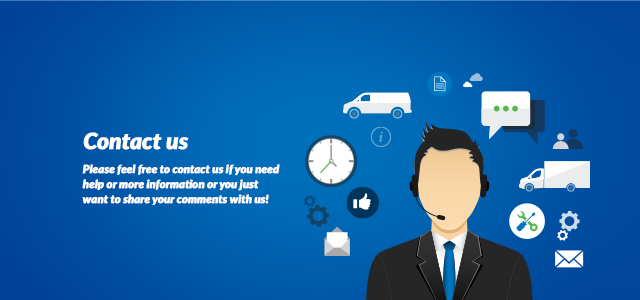 Contact us
Please feel free to contact us if you need
help or more information or you just
want to share your comments with us!